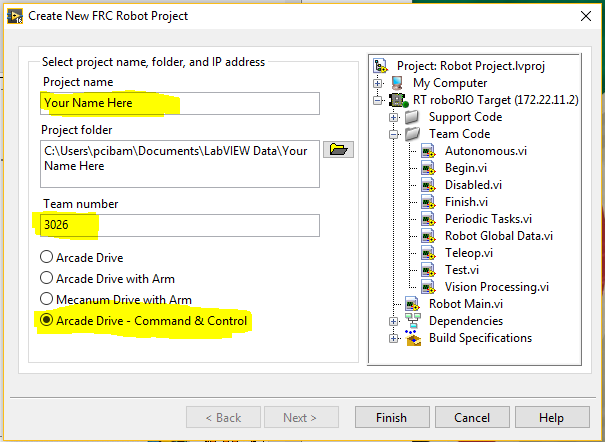 Create New FRC Robot Project
Select project name, folder, and IP address
Project name
Your Name Here
Project folder
C:\Users\pcibam\Documents\LabVIEW Data\Your
Name Here
Team number
3026
Arcade Drive
Arcade Drive with Arm
Mecanum Drive with Arm
Arcade Drive - Command & Control
Project: Robot Project.lvproj
My Computer
RT roboRIO Target (172.22.11.2)
Support Code
Team Code
Autonomous.vi
Begin.vi
Disabled.vi
Finish.vi
Periodic Tasks.vi
Robot Global Data.vi
Teleop.vi
Test.vi
Vision Processing.vi
Robot Main.vi
Dependencies
Build Specifications
< Back
Next >
Finish
Cancel
Help